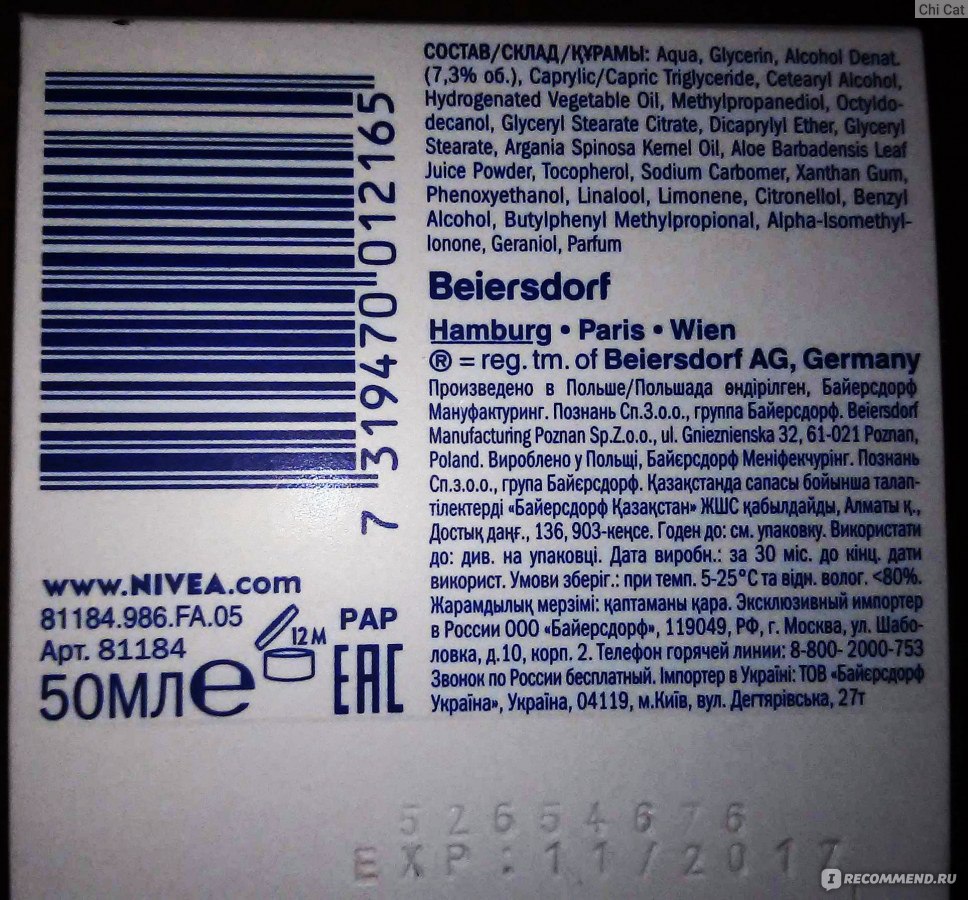 Chi Cat
СОСТАВ/СКЛАД/ҚҰРАМЫ: Aqua, Glycerin, Alcohol Denat.
(7,3% об.), Caprylic/Capric Triglyceride, Cetearyl Alcohol,
Hydrogenated Vegetable Oil, Methylpropanediol, Octyldo-
decanol, Glyceryl Stearate Citrate, Dicaprylyl Ether, Glyceryl
Stearate, Argania Spinosa Kernel Oil, Aloe Barbadensis Leaf
Juice Powder, Tocopherol, Sodium Carbomer, Xanthan Gum,
Phenoxyethanol, Linalool, Limonene, Citronellol, Benzyl
Alcohol, Butylphenyl Methylpropional, Alpha-Isomethyl-
Ionone, Geraniol, Parfum
Beiersdorf
Hamburg • Paris • Wien
® = reg. tm. of Beiersdorf AG, Germany
Произведено в Польше/Польшада өндірілген, Байерсдорф
Мануфактуринг. Познань Сп.З.о.о., группа Байерсдорф. Beiersdorf
Manufacturing Poznan Sp.Z.o.o., ul. Gnieznienska 32, 61-021 Poznan,
Poland. Вироблено у Польщі, Байєрсдорф Меніфекчурінг. Познань
Сп.з.о.о., група Байєрсдорф. Қазақстанда сапасы бойынша талап-
тілектерді «Байерсдорф Қазақстан» ЖШС қабылдайды, Алматы қ.,
Достық даңғ., 136, 903-кеңсе. Годен до: см. упаковку. Використати
до: див. на упаковці. Дата виробн.: за 30 міс. до кінц. дати
використ. Умови зберіг.: при темп. 5-25°С та відн. волог. <80%.
Жарамдылық мерзімі: қаптаманы қара. Эксклюзивный импортер
в России ООО «Байерсдорф», 119049, РФ, г. Москва, ул. Шабо-
ловка, д.10, корп. 2. Телефон горячей линии: 8-800- 2000-753
Звонок по России бесплатный. Імпортер в Україні: ТОВ «Байєрсдорф
Україна», Україна, 04119, м.Київ, вул. Дегтярівська, 27т
7 319470 012165
www.NIVEA.com
81184.986.FA.05
Арт. 81184
50МЛ e
12 M
PAP
EAC
52654676
EXP: 11/2017
IRECOMMEND.RU